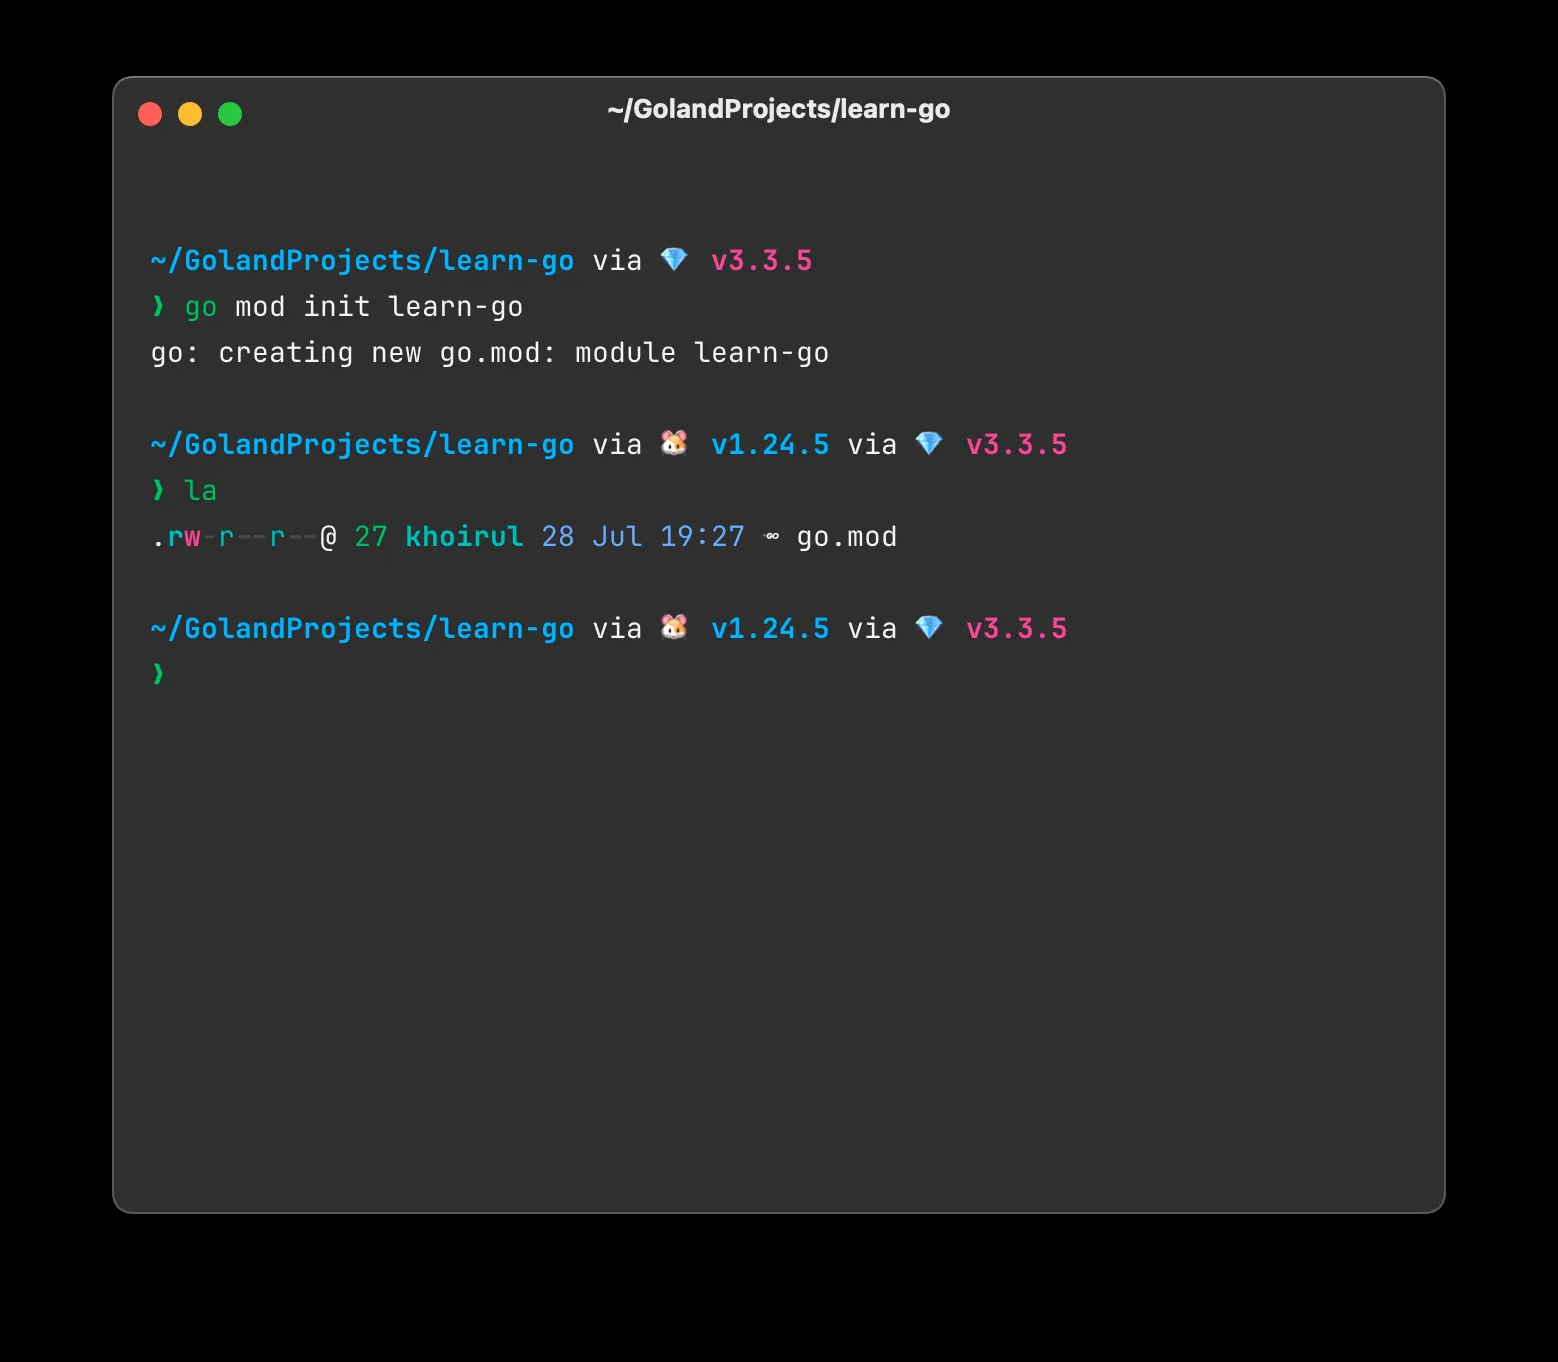 ~/GolandProjects/learn-go
~/GolandProjects/learn-go via 💎 v3.3.5
❯ go mod init learn-go
go: creating new go.mod: module learn-go
~/GolandProjects/learn-go via 🐹 v1.24.5 via 💎 v3.3.5
❯ la
.rw-r--r--@ 27 khoirul 28 Jul 19:27  go.mod
~/GolandProjects/learn-go via 🐹 v1.24.5 via 💎 v3.3.5
❯